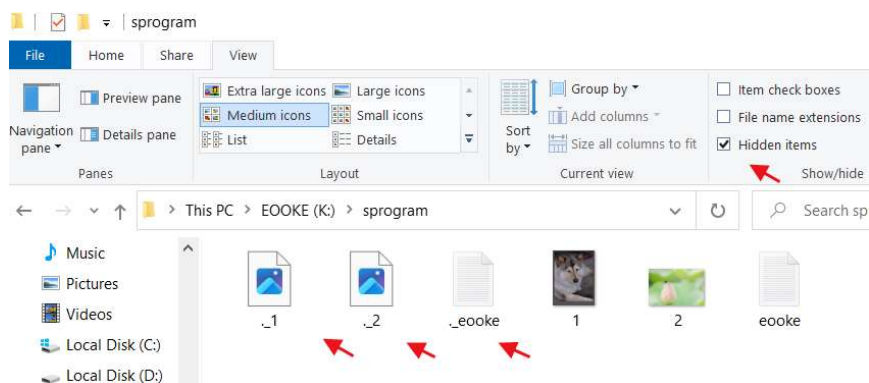 sprogram
File Home Share View
Navigation pane
Preview pane
Details pane
Panes
Extra large icons Large icons
Medium icons Small icons
List Details
Layout
Sort by
Group by
Add columns
Size all columns to fit
Current view
Item check boxes
File name extensions
Hidden items
Show/hide
This PC > EOOKE (K:) > sprogram
Search sp
Music
Pictures
Videos
Local Disk (C:)
Local Disk (D:)
._1 ._2 ._eooke 1 2 eooke